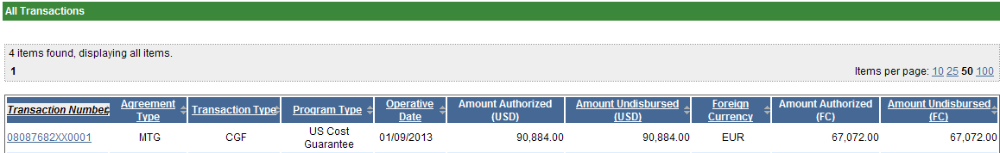 All Transactions
4 items found, displaying all items.
1 Items per page: 10 25 50 100
Transaction Number Agreement Type Transaction Type Program Type Operative Date Amount Authorized (USD) Amount Undisbursed (USD) Foreign Currency Amount Authorized (FC) Amount Undisbursed (FC)
08087682XX0001 MTG CGF US Cost Guarantee 01/09/2013 90,884.00 90,884.00 EUR 67,072.00 67,072.00